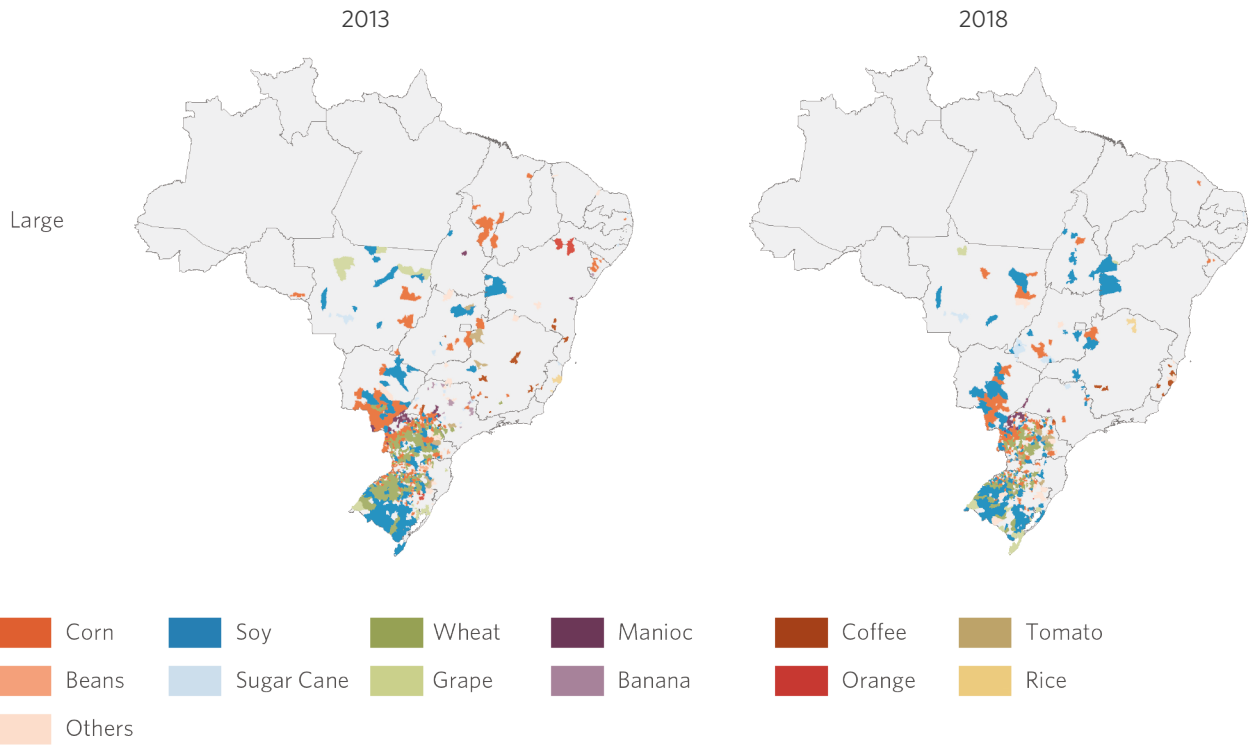 2013 2018
Large
Corn Soy Wheat Manioc Coffee Tomato
Beans Sugar Cane Grape Banana Orange Rice
Others